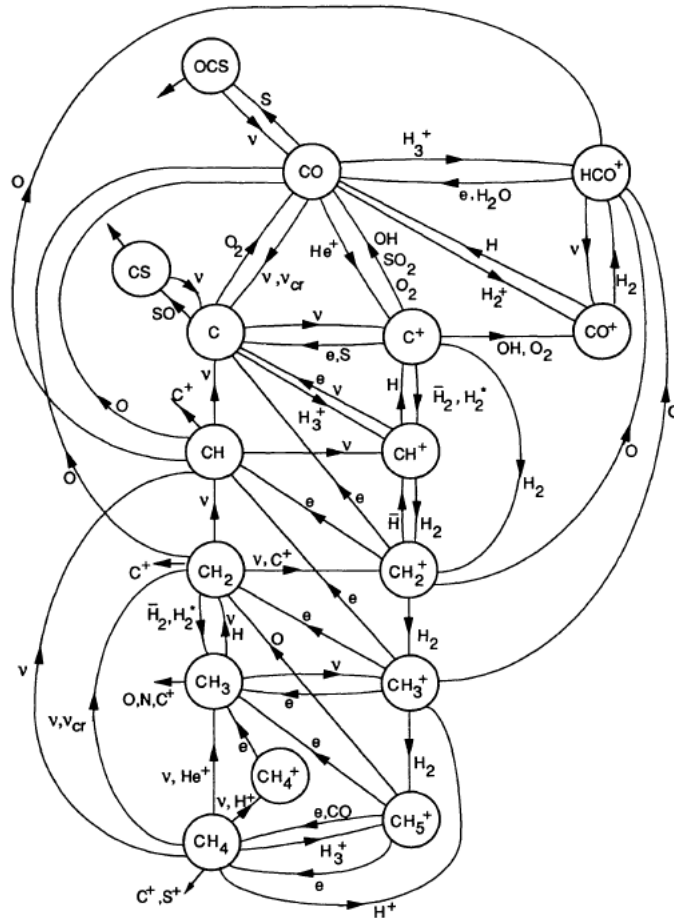 OCS
S
ν
CO
H₃⁺
HCO⁺
e, H₂O
O
H
ν
H₂
H₂⁺
O₂
ν, ν_cr
He⁺
OH
SO₂
O₂
CS
ν
SO
C
ν
e, S
C⁺
OH, O₂
CO⁺
ν
C⁺
O
e
ν
H₃⁺
H
H̅₂, H₂*
O
CH
ν
CH⁺
H₂
O
O
ν
e
e
H̅
H₂
CH₂
C⁺
ν, C⁺
CH₂⁺
H̅₂, H₂*
ν
H
e
e
O
H₂
ν
CH₃
O, N, C⁺
ν
e
CH₃⁺
ν, ν_cr
e
e
H₂
ν, He⁺
CH₄⁺
ν, H⁺
e, CO
CH₅⁺
CH₄
H₃⁺
e
C⁺, S⁺
H⁺